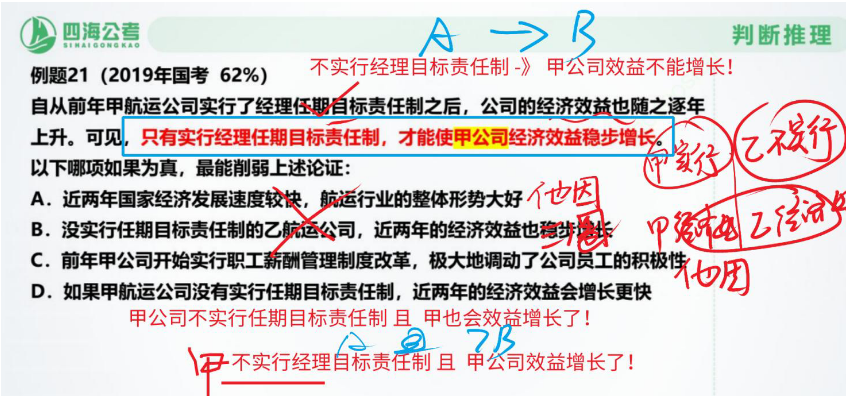 四海公考
SIHAIGONGKAO
A → B
判断推理
例题21（2019年国考 62%）
不实行经理目标责任制 -》 甲公司效益不能增长！
自从前年甲航运公司实行了经理任期目标责任制之后，公司的经济效益也随之逐年
上升。可见，只有实行经理任期目标责任制，才能使甲公司经济效益稳步增长。
甲实行
乙不实行
以下哪项如果为真，最能削弱上述论证：
A．近两年国家经济发展速度较快，航运行业的整体形势大好
他因
B．没实行任期目标责任制的乙航运公司，近两年的经济效益也稳步增长
C．前年甲公司开始实行职工薪酬管理制度改革，极大地调动了公司员工的积极性
他因
D．如果甲航运公司没有实行任期目标责任制，近两年的经济效益会增长更快
甲公司不实行任期目标责任制 且 甲也会效益增长了！
A 且 ㄱB
甲 不实行经理目标责任制 且 甲公司效益增长了！